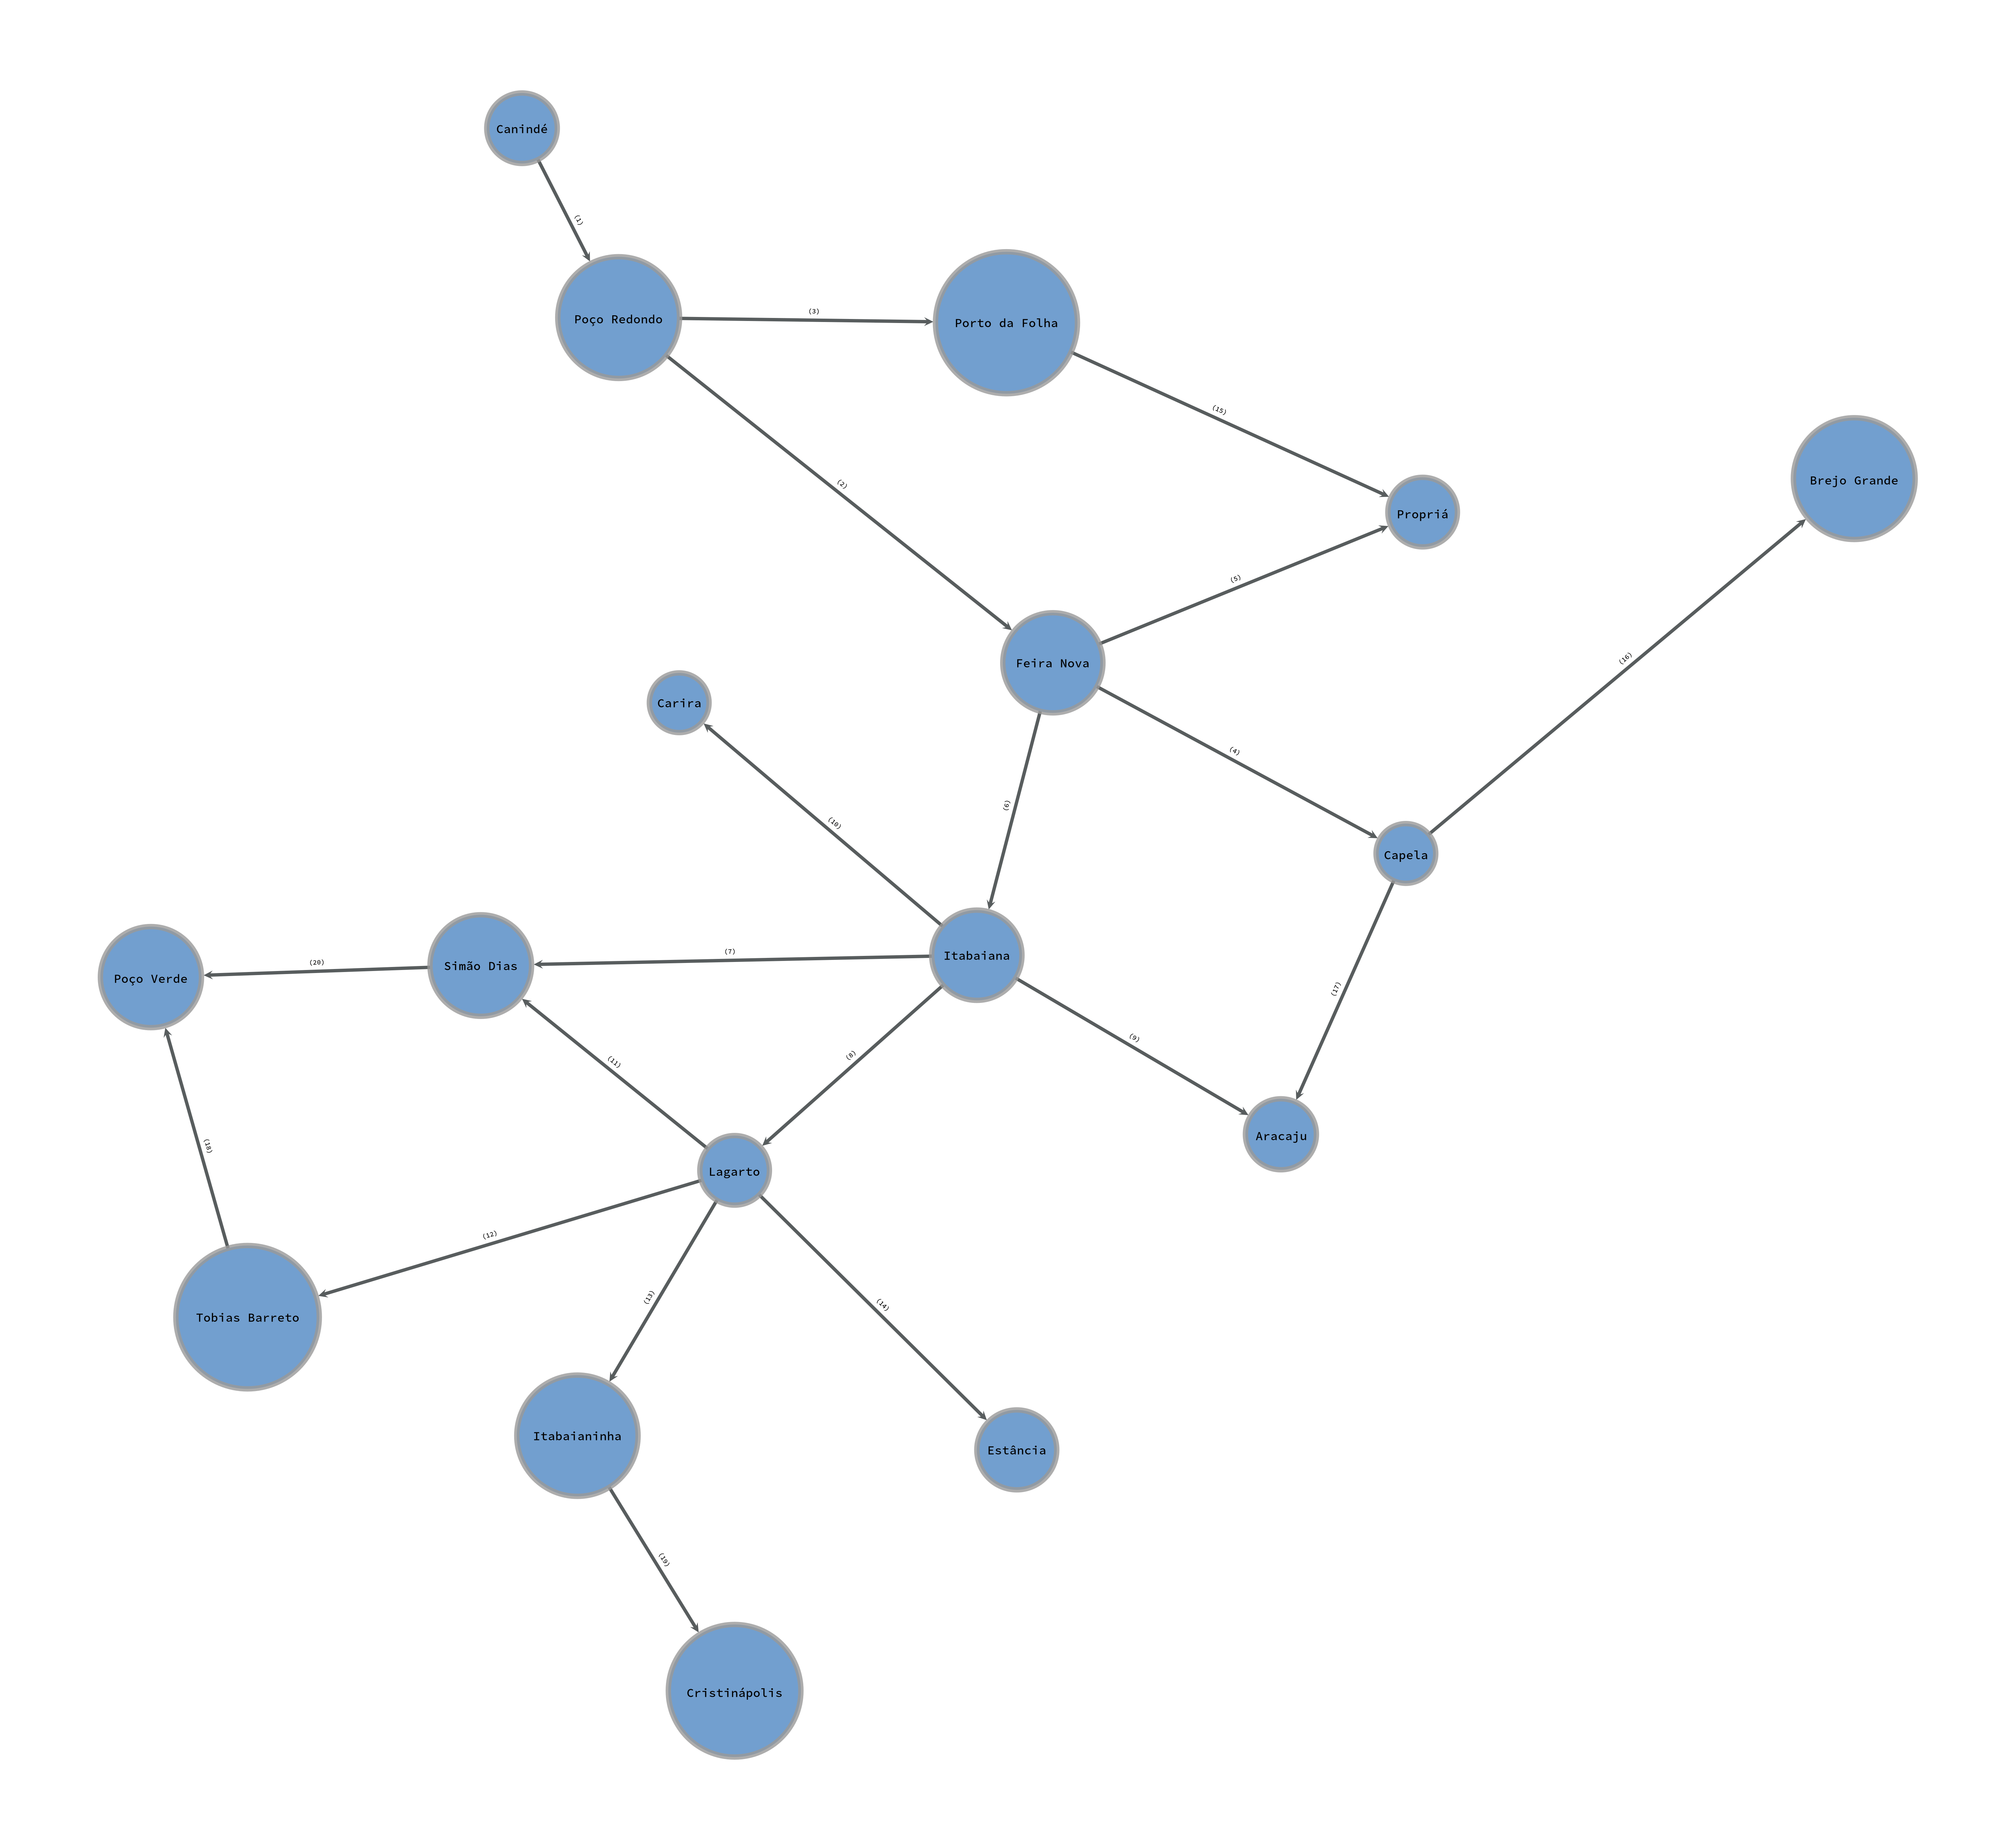 Canindé
(1)
Poço Redondo
(3)
Porto da Folha
(15)
Brejo Grande
(2)
Propriá
(5)
Feira Nova
(16)
Carira
(4)
(6)
(10)
Capela
(7)
Itabaiana
(20)
Simão Dias
Poço Verde
(17)
(9)
(8)
(11)
Aracaju
(18)
Lagarto
(12)
(13)
(14)
Tobias Barreto
Itabaianinha
Estância
(19)
Cristinápolis